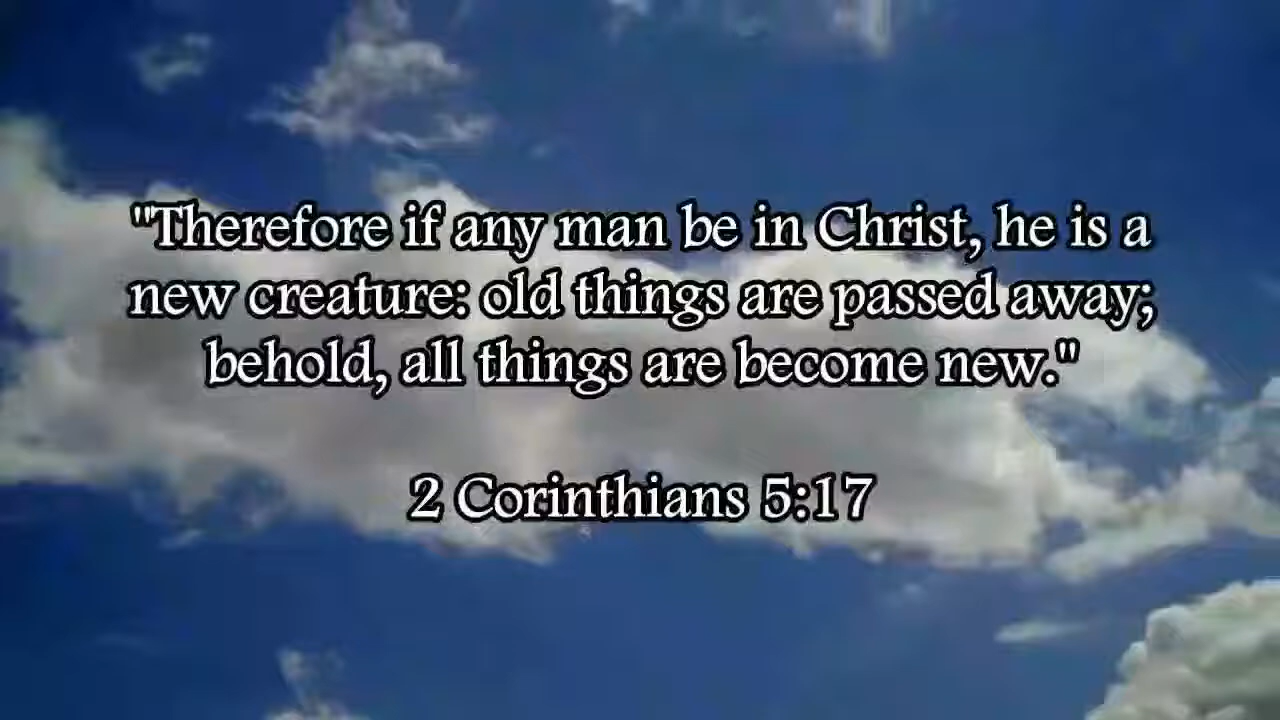 "Therefore if any man be in Christ, he is a
new creature: old things are passed away;
behold, all things are become new."
2 Corinthians 5:17